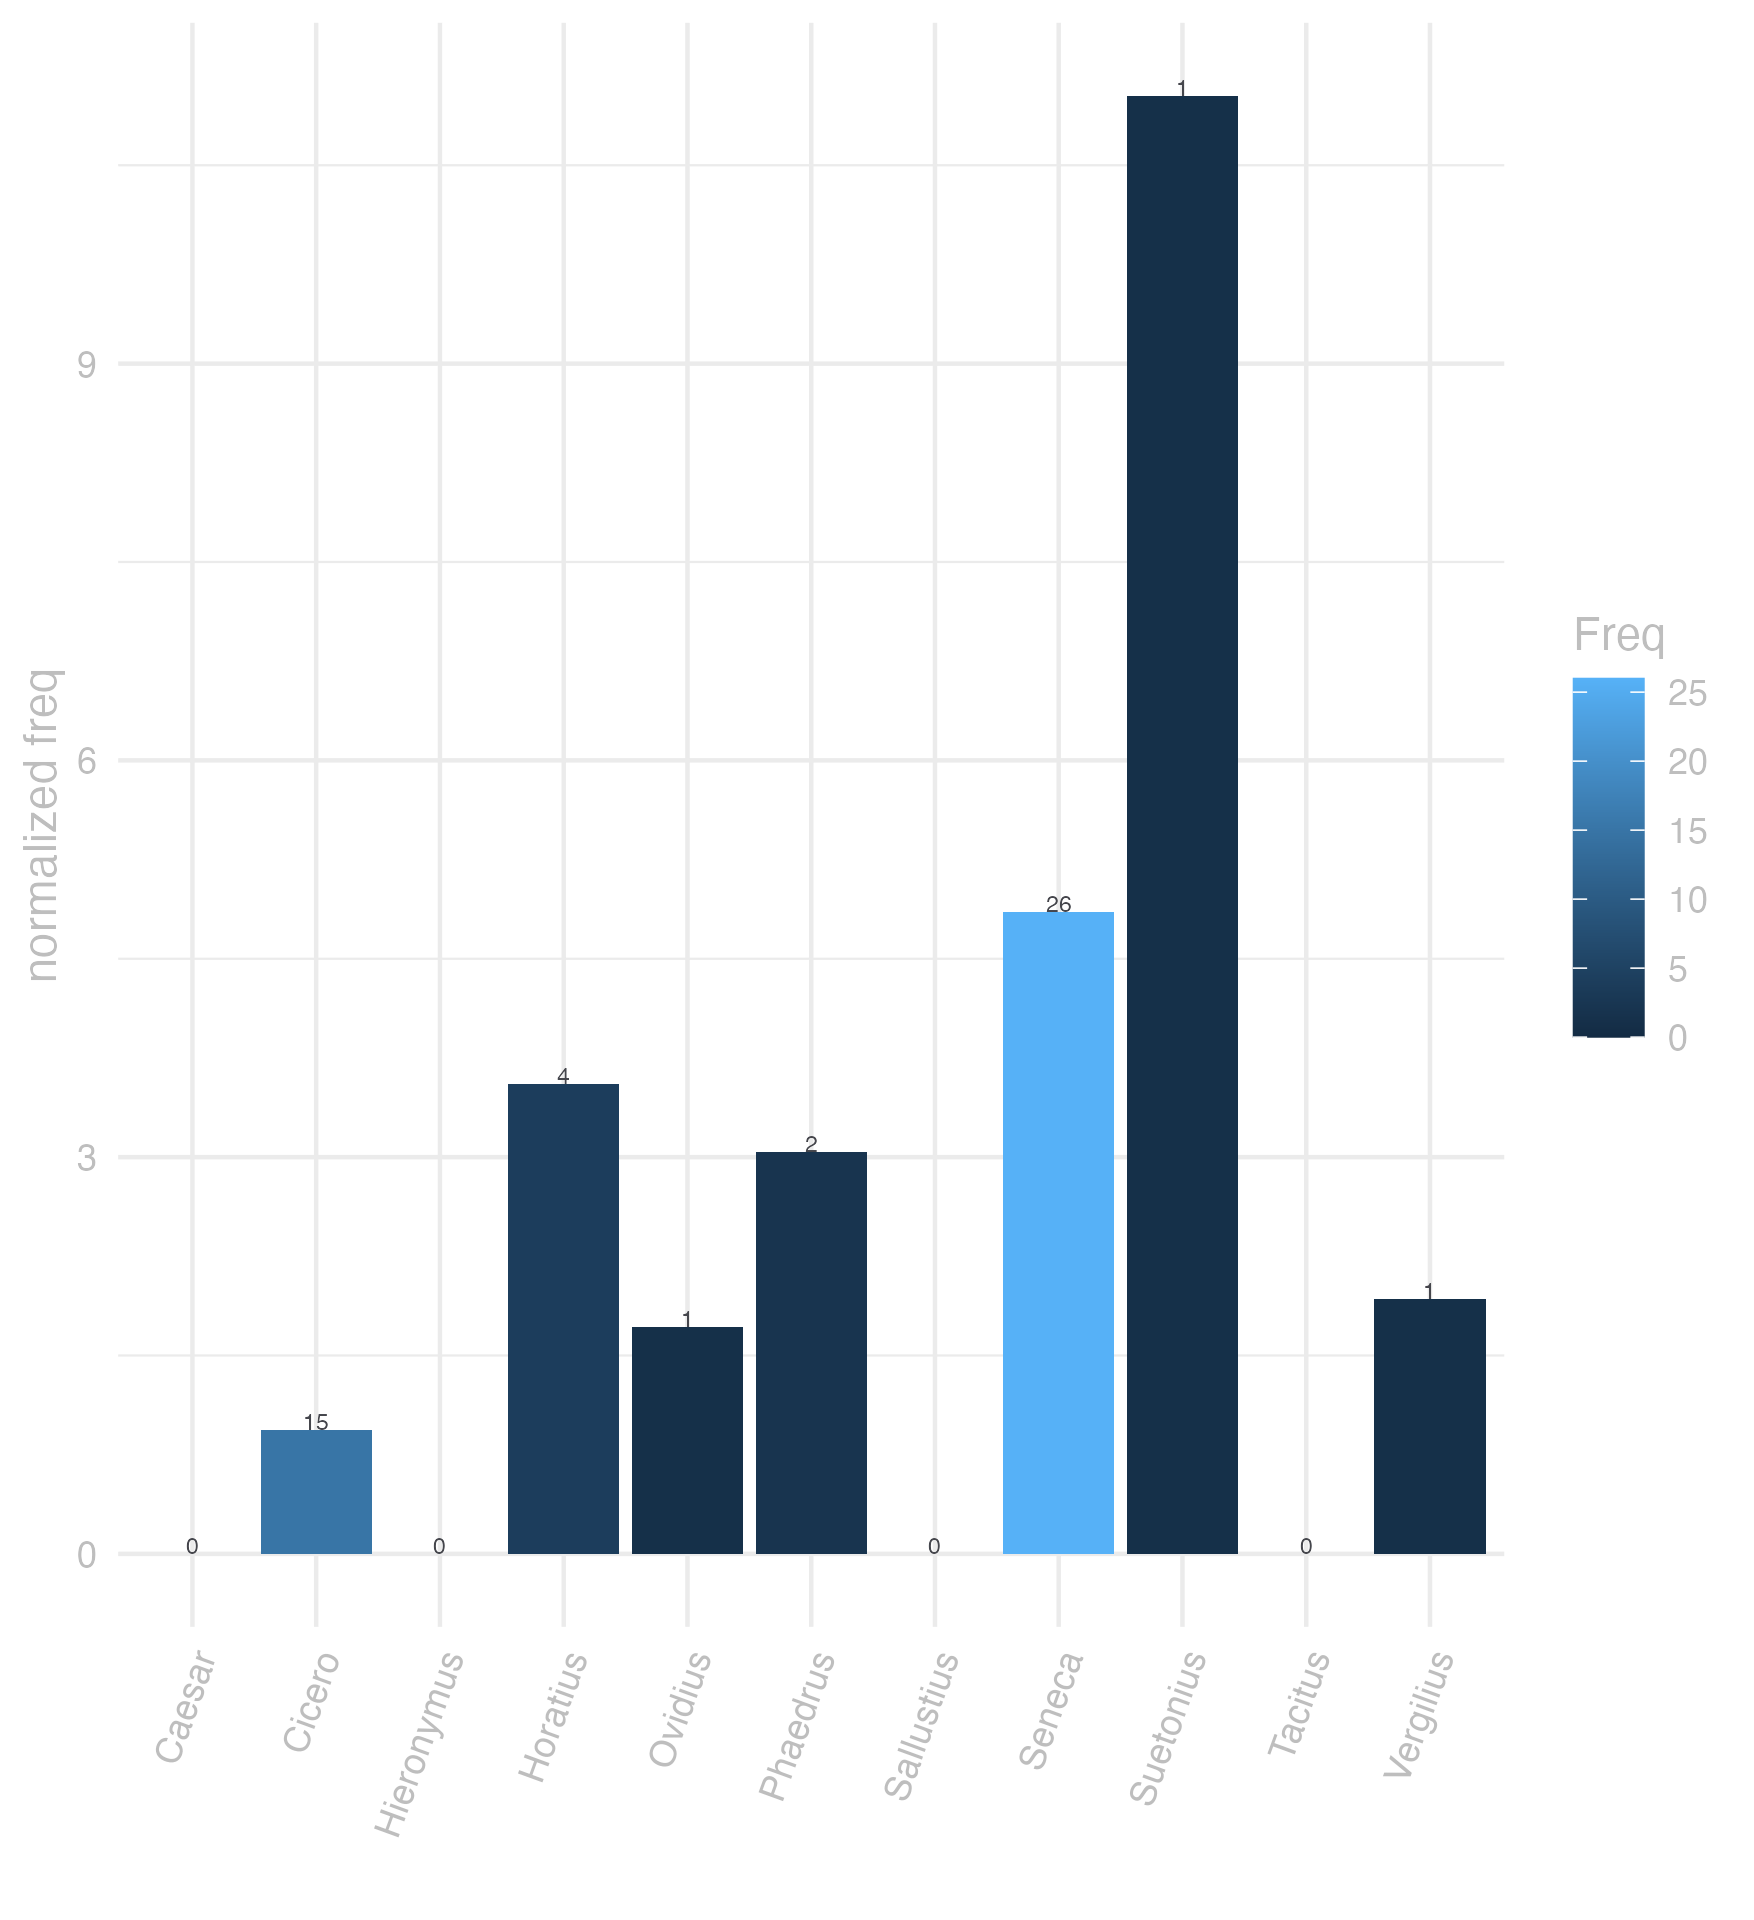 normalized freq
9
6
3
0
0
15
0
4
1
2
0
26
1
0
1
Caesar
Cicero
Hieronymus
Horatius
Ovidius
Phaedrus
Sallustius
Seneca
Suetonius
Tacitus
Vergilius
Freq
25
20
15
10
5
0